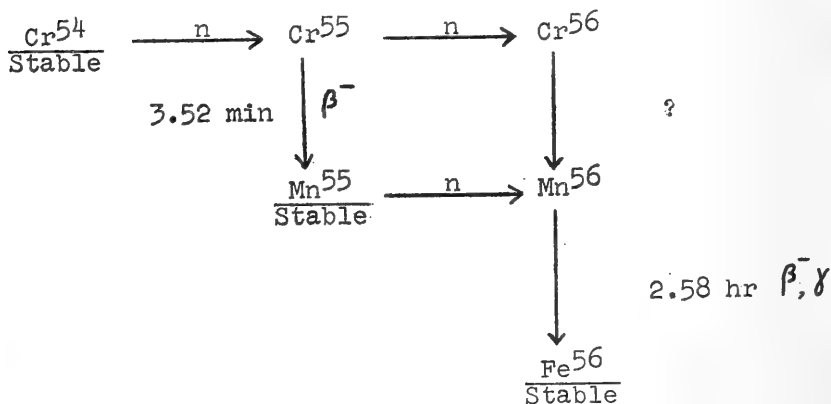 Cr54 n Cr55 n Cr56
Stable
3.52 min β⁻ ?
Mn55 n Mn56
Stable
2.58 hr β⁻, γ
Fe56
Stable